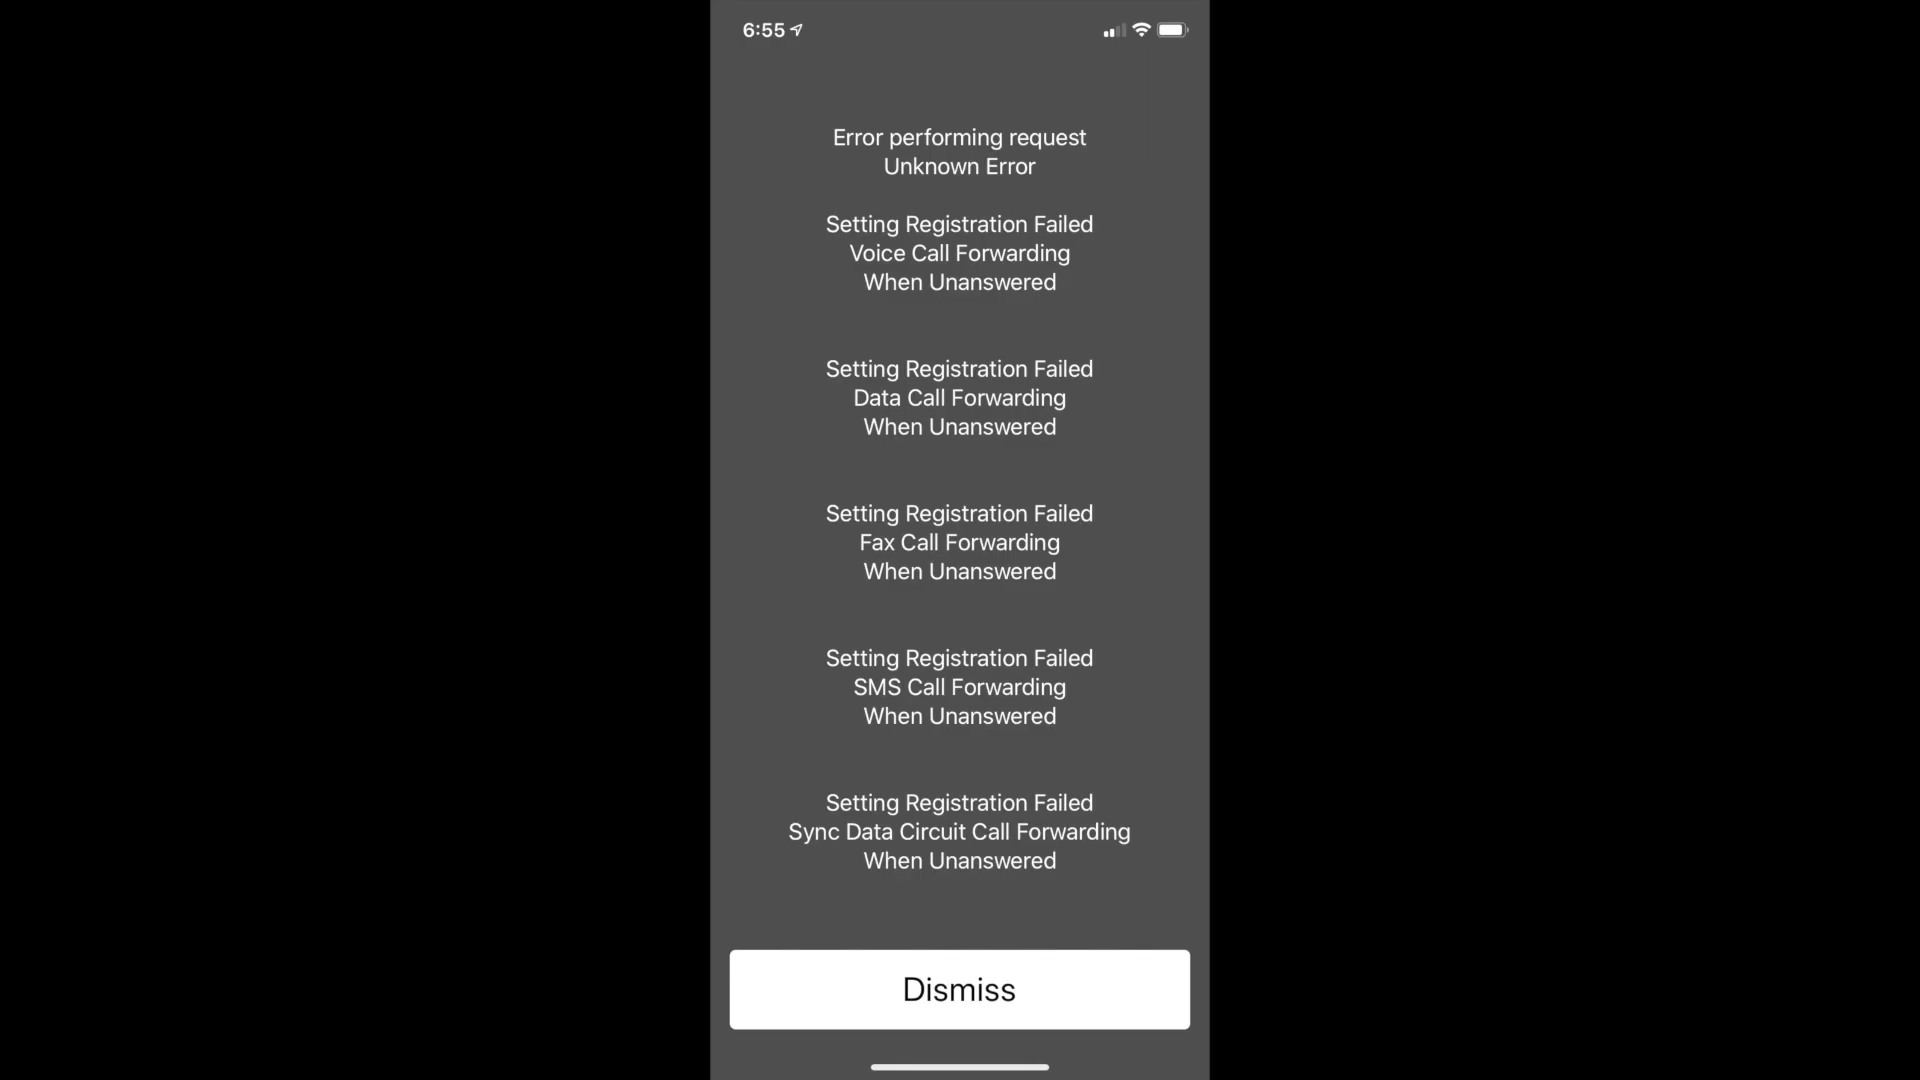 6:55
Error performing request
Unknown Error
Setting Registration Failed
Voice Call Forwarding
When Unanswered
Setting Registration Failed
Data Call Forwarding
When Unanswered
Setting Registration Failed
Fax Call Forwarding
When Unanswered
Setting Registration Failed
SMS Call Forwarding
When Unanswered
Setting Registration Failed
Sync Data Circuit Call Forwarding
When Unanswered
Dismiss